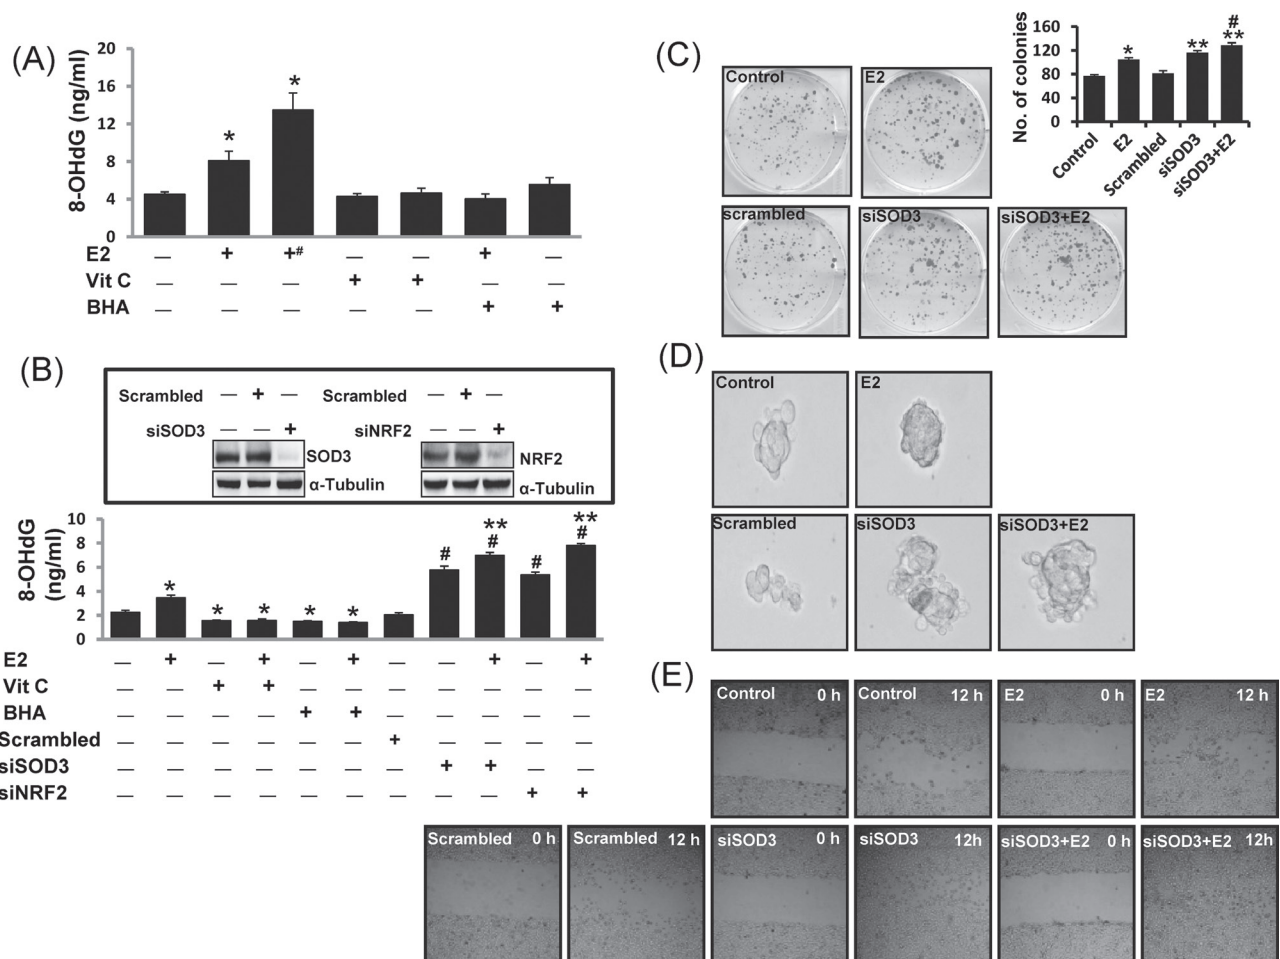 (A)
8-OHdG (ng/ml)
20
16
12
8
4
0
*
*
E2 — + +# — — + —
Vit C — — — + + — —
BHA — — — — — + +
(B)
Scrambled — + — Scrambled — + —
siSOD3 — — + siNRF2 — — +
SOD3 NRF2
α-Tubulin α-Tubulin
8-OHdG
(ng/ml)
10
8
6
4
2
0
* * * * * # ** # # ** #
E2 — + — + — + — — + — +
Vit C — — + + — — — — — — —
BHA — — — — + + — — — — —
Scrambled — — — — — — + — — — —
siSOD3 — — — — — — — + + — —
siNRF2 — — — — — — — — — + +
(C)
Control E2
scrambled siSOD3 siSOD3+E2
No. of colonies
160
120
80
40
0
* ** # **
Control E2 Scrambled siSOD3 siSOD3+E2
(D)
Control E2
Scrambled siSOD3 siSOD3+E2
(E)
Control 0 h Control 12 h E2 0 h E2 12 h
Scrambled 0 h Scrambled 12 h siSOD3 0 h siSOD3 12h siSOD3+E2 0 h siSOD3+E2 12h